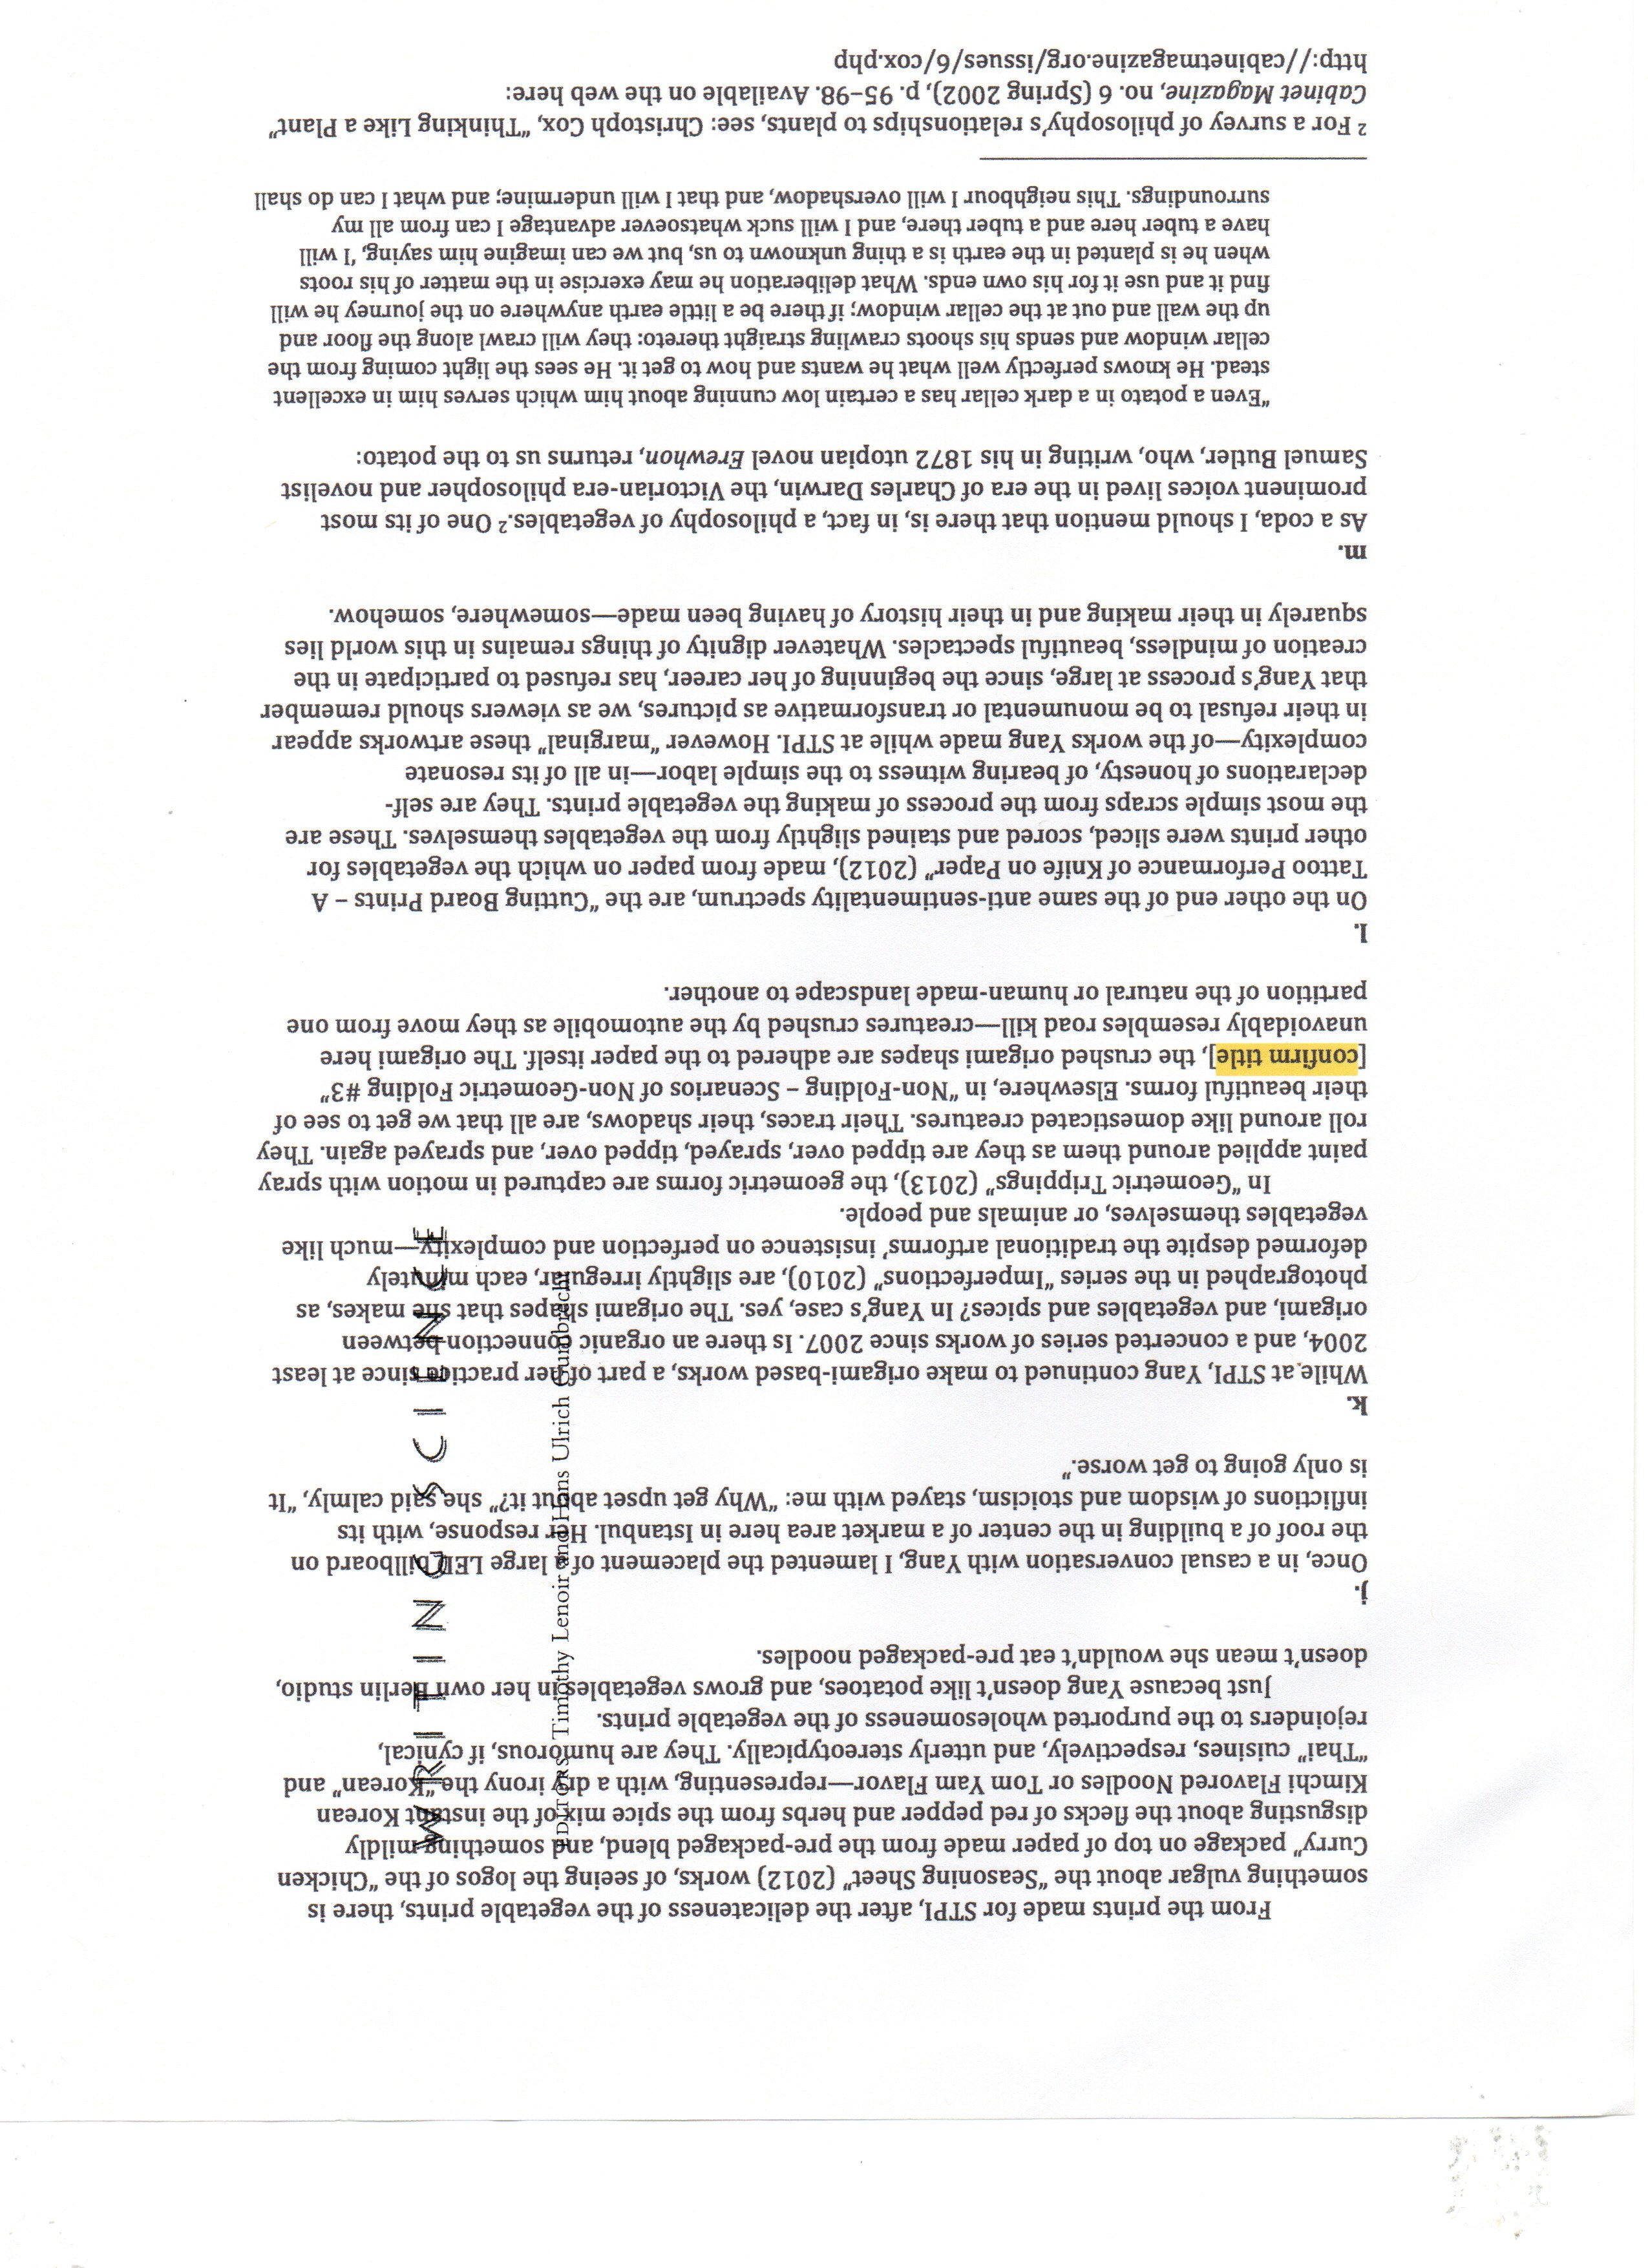 From the prints made for STPI, after the delicateness of the vegetable prints, there is
something vulgar about the “Seasoning Sheet” (2012) works, of seeing the logos of the “Chicken
Curry” package on top of paper made from the pre-packaged blend, and something mildly
disgusting about the flecks of red pepper and herbs from the spice mix of the instant Korean
Kimchi Flavored Noodles or Tom Yam Flavor—representing, with a dry irony the “Korean” and
“Thai” cuisines, respectively, and utterly stereotypically. They are humorous, if cynical,
rejoinders to the purported wholesomeness of the vegetable prints.
Just because Yang doesn’t like potatoes, and grows vegetables in her own Berlin studio,
doesn’t mean she wouldn’t eat pre-packaged noodles.
j.
Once, in a casual conversation with Yang, I lamented the placement of a large LED billboard on
the roof of a building in the center of a market area here in Istanbul. Her response, with its
inflictions of wisdom and stoicism, stayed with me: “Why get upset about it?” she said calmly, “It
is only going to get worse.”
k.
While at STPI, Yang continued to make origami-based works, a part of her practice since at least
2004, and a concerted series of works since 2007. Is there an organic connection between
origami, and vegetables and spices? In Yang’s case, yes. The origami shapes that she makes, as
photographed in the series “Imperfections” (2010), are slightly irregular, each minutely
deformed despite the traditional artforms’ insistence on perfection and complexity—much like
vegetables themselves, or animals and people.
In “Geometric Trippings” (2013), the geometric forms are captured in motion with spray
paint applied around them as they are tipped over, sprayed, tipped over, and sprayed again. They
roll around like domesticated creatures. Their traces, their shadows, are all that we get to see of
their beautiful forms. Elsewhere, in “Non-Folding – Scenarios of Non-Geometric Folding #3”
[confirm title], the crushed origami shapes are adhered to the paper itself. The origami here
unavoidably resembles road kill—creatures crushed by the automobile as they move from one
partition of the natural or human-made landscape to another.
l.
On the other end of the same anti-sentimentality spectrum, are the “Cutting Board Prints – A
Tattoo Performance of Knife on Paper” (2012), made from paper on which the vegetables for
other prints were sliced, scored and stained slightly from the vegetables themselves. These are
the most simple scraps from the process of making the vegetable prints. They are self-
declarations of honesty, of bearing witness to the simple labor—in all of its resonate
complexity—of the works Yang made while at STPI. However “marginal” these artworks appear
in their refusal to be monumental or transformative as pictures, we as viewers should remember
that Yang’s process at large, since the beginning of her career, has refused to participate in the
creation of mindless, beautiful spectacles. Whatever dignity of things remains in this world lies
squarely in their making and in their history of having been made—somewhere, somehow.
m.
As a coda, I should mention that there is, in fact, a philosophy of vegetables.² One of its most
prominent voices lived in the era of Charles Darwin, the Victorian-era philosopher and novelist
Samuel Butler, who, writing in his 1872 utopian novel Erewhon, returns us to the potato:
“Even a potato in a dark cellar has a certain low cunning about him which serves him in excellent
stead. He knows perfectly well what he wants and how to get it. He sees the light coming from the
cellar window and sends his shoots crawling straight thereto: they will crawl along the floor and
up the wall and out at the cellar window; if there be a little earth anywhere on the journey he will
find it and use it for his own ends. What deliberation he may exercise in the matter of his roots
when he is planted in the earth is a thing unknown to us, but we can imagine him saying, ‘I will
have a tuber here and a tuber there, and I will suck whatsoever advantage I can from all my
surroundings. This neighbour I will overshadow, and that I will undermine; and what I can do shall
² For a survey of philosophy’s relationships to plants, see: Christoph Cox, “Thinking Like a Plant”
Cabinet Magazine, no. 6 (Spring 2002), p. 95–98. Available on the web here:
http://cabinetmagazine.org/issues/6/cox.php
WRITING SCIENCE
EDITORS Timothy Lenoir and Hans Ulrich Gumbrecht